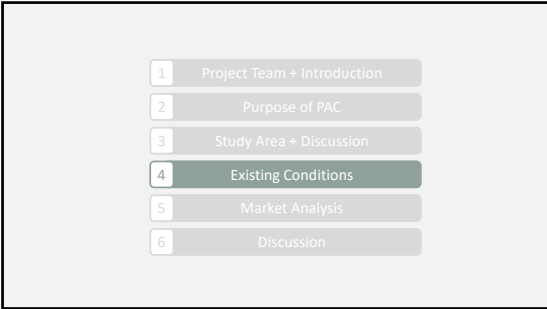 1 Project Team + Introduction
2 Purpose of PAC
3 Study Area + Discussion
4 Existing Conditions
5 Market Analysis
6 Discussion